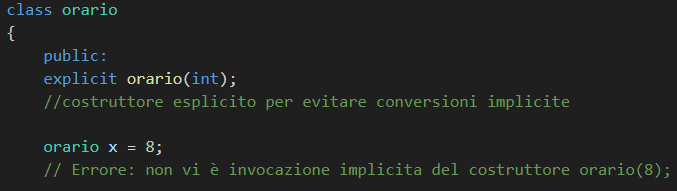 class orario
{
public:
explicit orario(int);
//costruttore esplicito per evitare conversioni implicite
orario x = 8;
// Errore: non vi è invocazione implicita del costruttore orario(8);